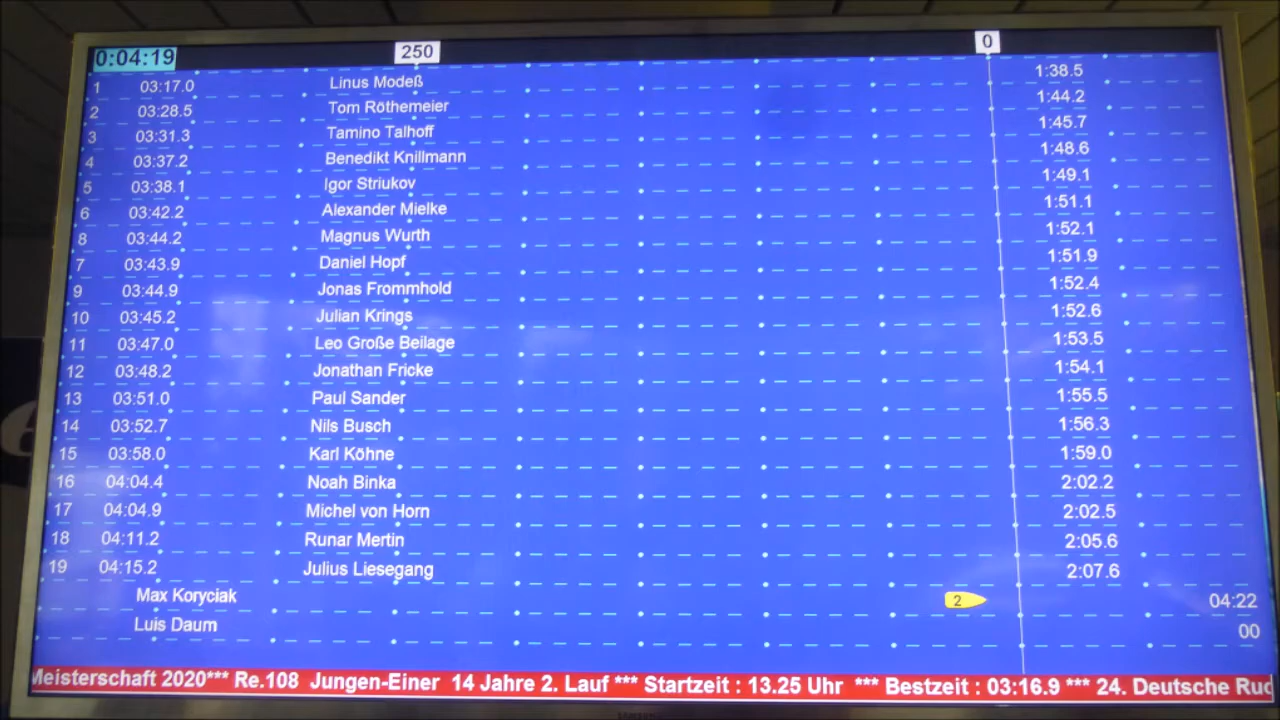 0:04:19 250 0
1 03:17.0 Linus Modeß 1:38.5
2 03:28.5 Tom Röthemeier 1:44.2
3 03:31.3 Tamino Talhoff 1:45.7
4 03:37.2 Benedikt Knillmann 1:48.6
5 03:38.1 Igor Striukov 1:49.1
6 03:42.2 Alexander Mielke 1:51.1
8 03:44.2 Magnus Wurth 1:52.1
7 03:43.9 Daniel Hopf 1:51.9
9 03:44.9 Jonas Frommhold 1:52.4
10 03:45.2 Julian Krings 1:52.6
11 03:47.0 Leo Große Beilage 1:53.5
12 03:48.2 Jonathan Fricke 1:54.1
13 03:51.0 Paul Sander 1:55.5
14 03:52.7 Nils Busch 1:56.3
15 03:58.0 Karl Köhne 1:59.0
16 04:04.4 Noah Binka 2:02.2
17 04:04.9 Michel von Horn 2:02.5
18 04:11.2 Runar Mertin 2:05.6
19 04:15.2 Julius Liesegang 2:07.6
Max Koryciak 2 04:22
Luis Daum 00
Meisterschaft 2020*** Re.108 Jungen-Einer 14 Jahre 2. Lauf *** Startzeit : 13.25 Uhr *** Bestzeit : 03:16.9 *** 24. Deutsche Ruc